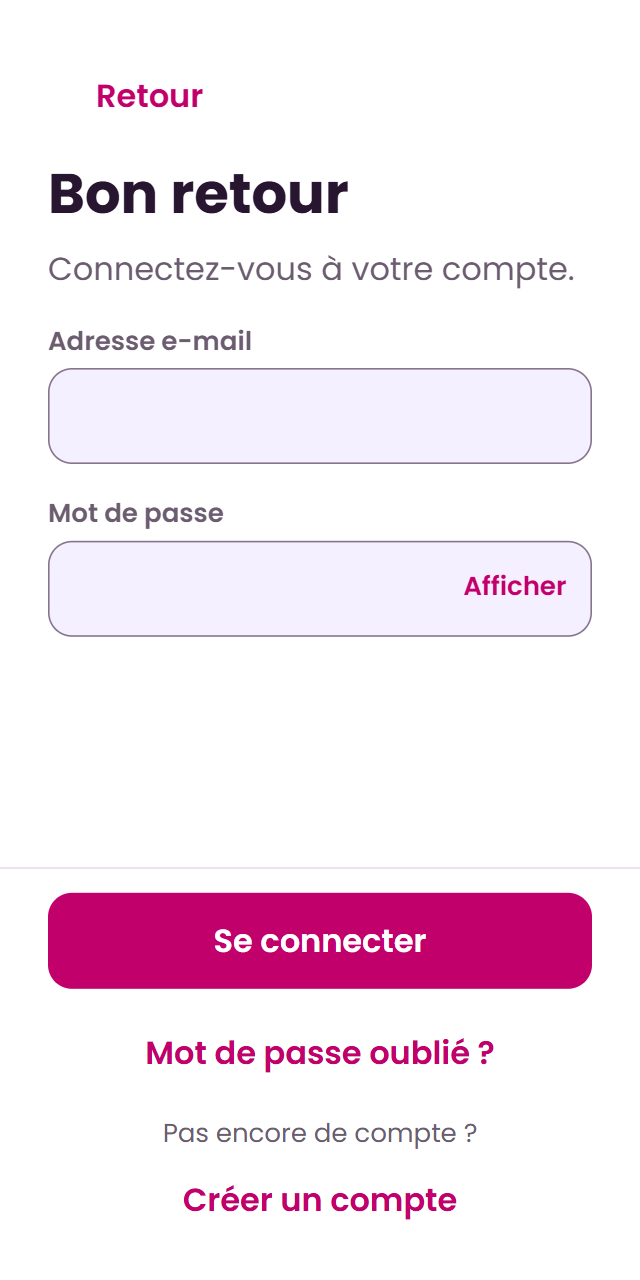 Retour
Bon retour
Connectez-vous à votre compte.
Adresse e-mail
Mot de passe
Afficher
Se connecter
Mot de passe oublié ?
Pas encore de compte ?
Créer un compte